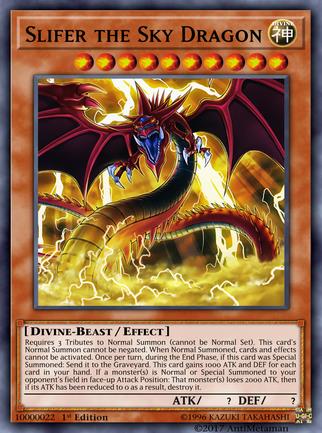 Slifer the Sky Dragon
DIVINE
神
[Divine-Beast / Effect]
Requires 3 Tributes to Normal Summon (cannot be Normal Set). This card's
Normal Summon cannot be negated. When Normal Summoned, cards and effects
cannot be activated. Once per turn, during the End Phase, if this card was Special
Summoned: Send it to the Graveyard. This card gains 1000 ATK and DEF for each
card in your hand. If a monster(s) is Normal or Special Summoned to your
opponent's field in face-up Attack Position: That monster(s) loses 2000 ATK, then
if its ATK has been reduced to 0 as a result, destroy it.
ATK/ ? DEF/ ?
10000022 1st Edition ©1996 KAZUKI TAKAHASHI
©2017 AntiMetaman